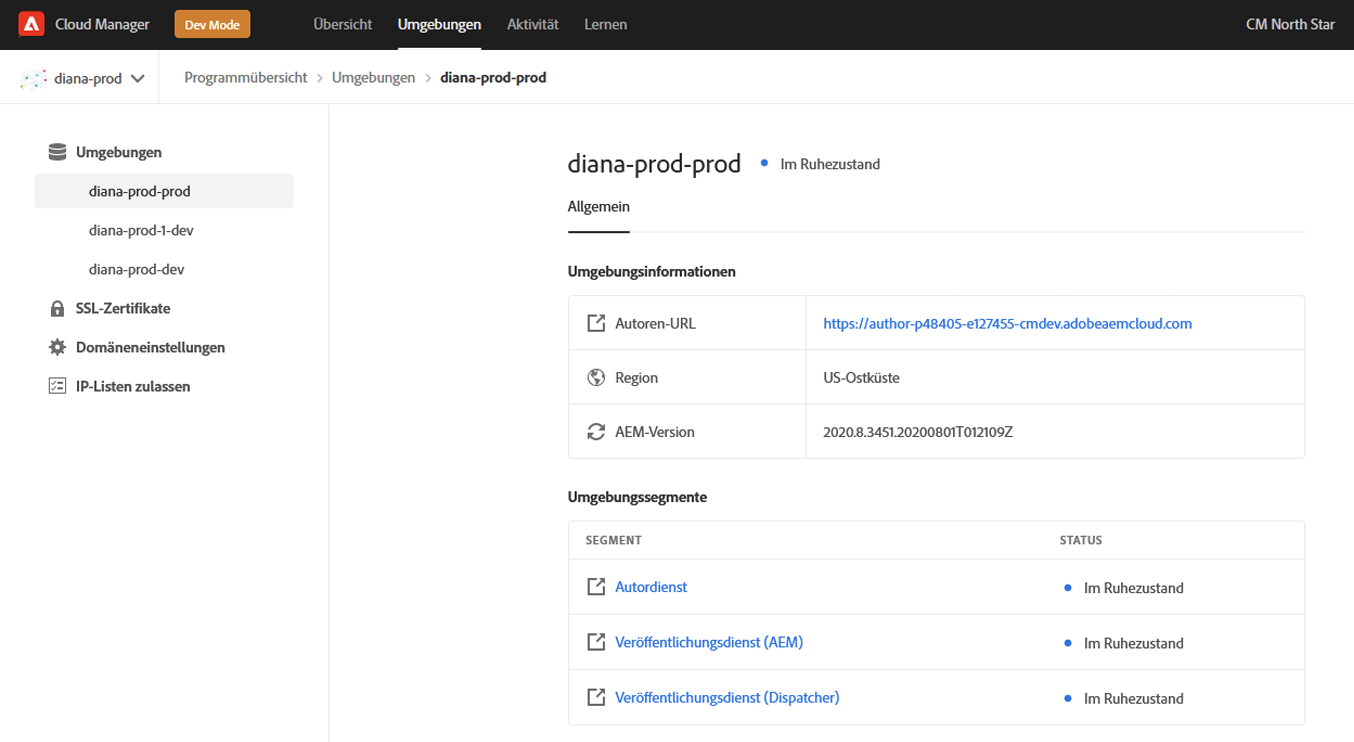 Cloud Manager Dev Mode Übersicht Umgebungen Aktivität Lernen CM North Star
diana-prod Programmübersicht Umgebungen diana-prod-prod
Umgebungen
diana-prod-prod
diana-prod-1-dev
diana-prod-dev
SSL-Zertifikate
Domäneneinstellungen
IP-Listen zulassen
diana-prod-prod Im Ruhezustand
Allgemein
Umgebungsinformationen
Autoren-URL https://author-p48405-e127455-cmdev.adobeaemcloud.com
Region US-Ostküste
AEM-Version 2020.8.3451.20200801T012109Z
Umgebungssegmente
SEGMENT STATUS
Autordienst Im Ruhezustand
Veröffentlichungsdienst (AEM) Im Ruhezustand
Veröffentlichungsdienst (Dispatcher) Im Ruhezustand